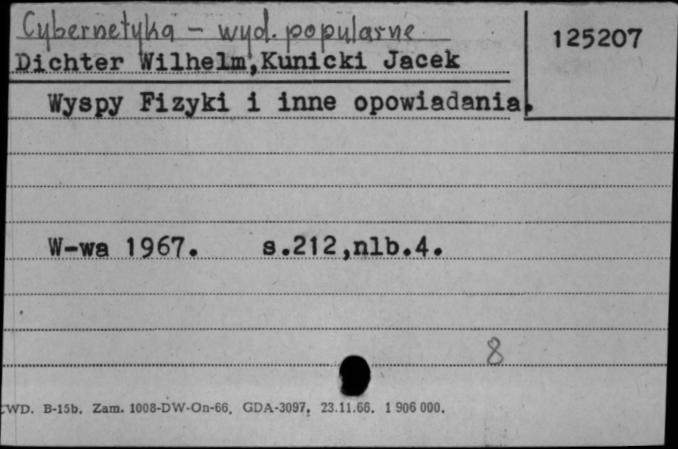 Cybernetyka - wyd. popularne
125207
Dichter Wilhelm,Kunicki Jacek
Wyspy Fizyki i inne opowiadania.
W-wa 1967. s.212,nlb.4.
8
WD. B-15b. Zam. 1008-DW-On-66. GDA-3097. 23.11.66. 1 906 000.